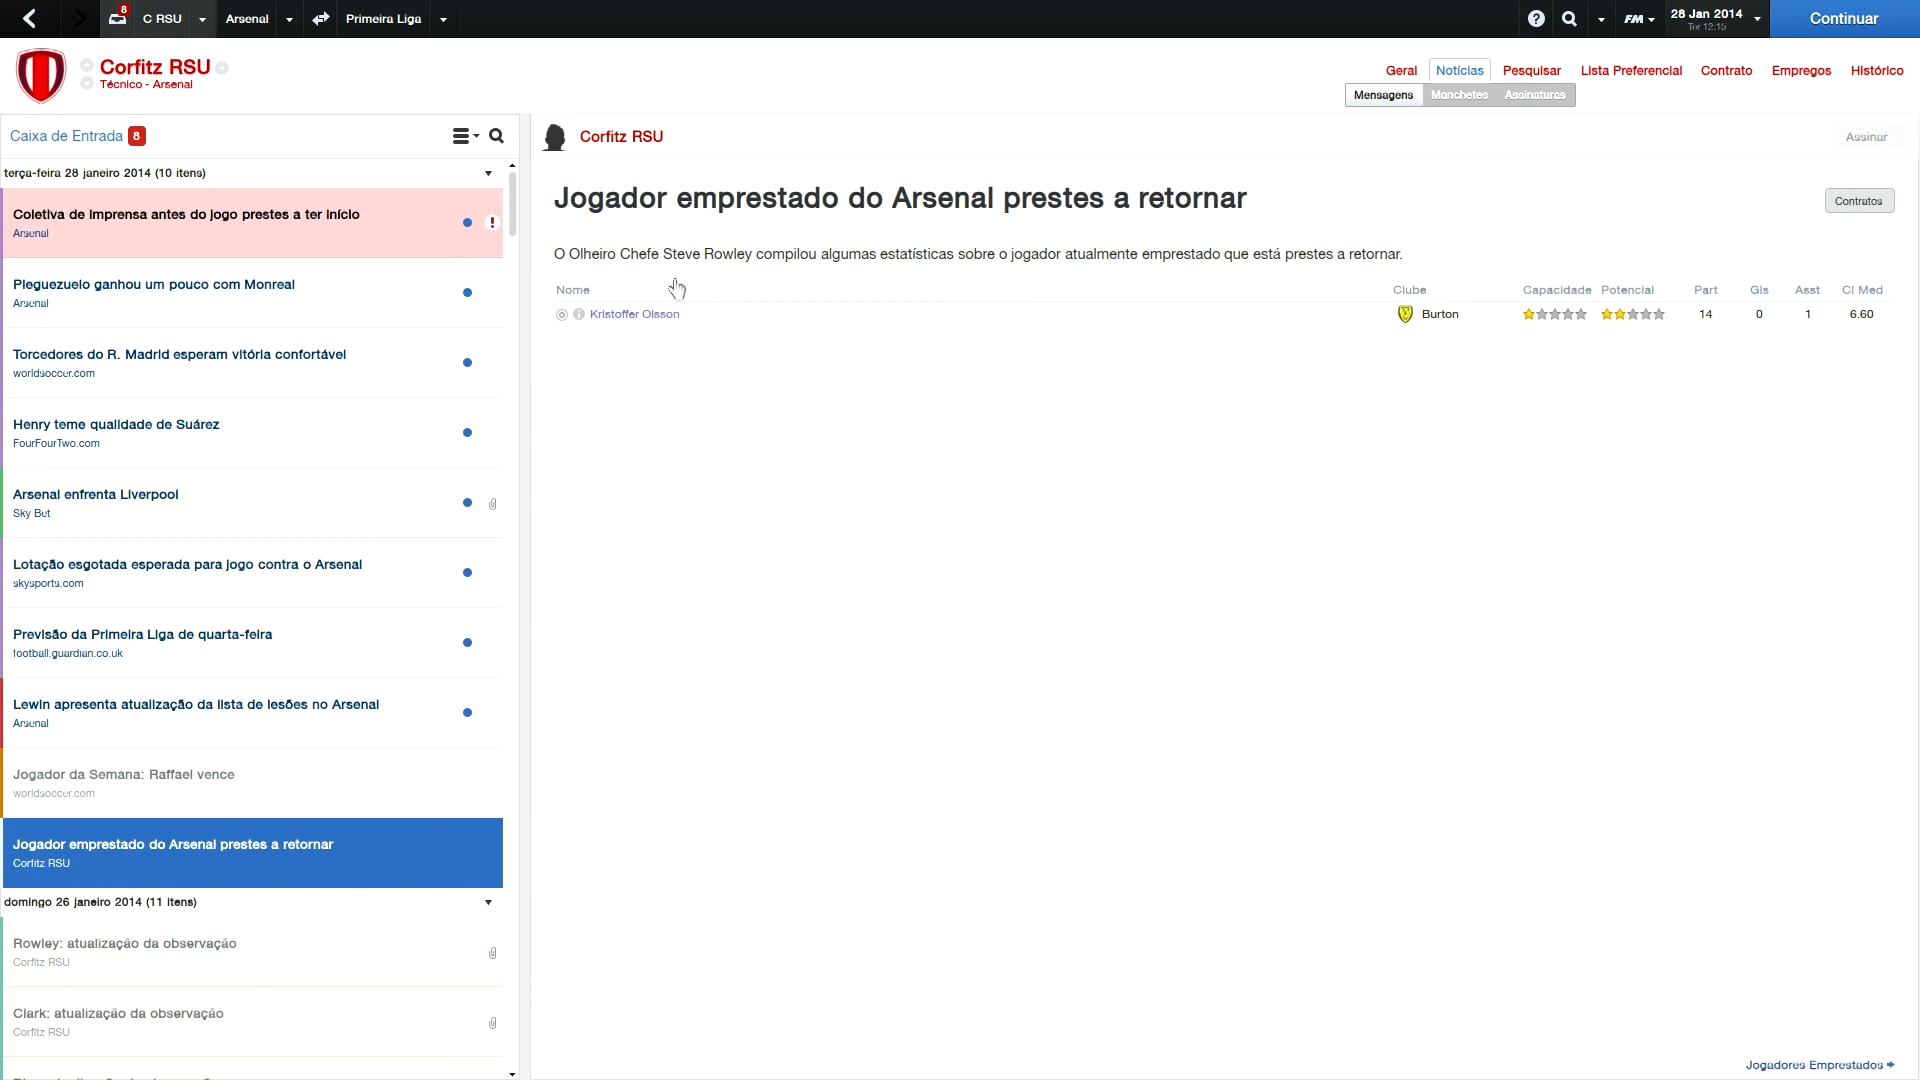 8
C RSU
Arsenal
Primeira Liga
?
FM
28 Jan 2014
Ter 12:15
Continuar
Corfitz RSU
Técnico - Arsenal
Geral
Notícias
Pesquisar
Lista Preferencial
Contrato
Empregos
Histórico
Mensagens
Manchetes
Assinaturas
Caixa de Entrada 8
terça-feira 28 janeiro 2014 (10 itens)
Coletiva de imprensa antes do jogo prestes a ter início
Arsenal
Pleguezuelo ganhou um pouco com Monreal
Arsenal
Torcedores do R. Madrid esperam vitória confortável
worldsoccer.com
Henry teme qualidade de Suárez
FourFourTwo.com
Arsenal enfrenta Liverpool
Sky Bet
Lotação esgotada esperada para jogo contra o Arsenal
skysports.com
Previsão da Primeira Liga de quarta-feira
football.guardian.co.uk
Lewin apresenta atualização da lista de lesões no Arsenal
Arsenal
Jogador da Semana: Raffael vence
worldsoccer.com
Jogador emprestado do Arsenal prestes a retornar
Corfitz RSU
domingo 26 janeiro 2014 (11 itens)
Rowley: atualização da observação
Corfitz RSU
Clark: atualização da observação
Corfitz RSU
Corfitz RSU
Assinar
Jogador emprestado do Arsenal prestes a retornar
Contratos
O Olheiro Chefe Steve Rowley compilou algumas estatísticas sobre o jogador atualmente emprestado que está prestes a retornar.
Nome Clube Capacidade Potencial Part Gls Asst Cl Med
Kristoffer Olsson Burton 14 0 1 6.60
Jogadores Emprestados